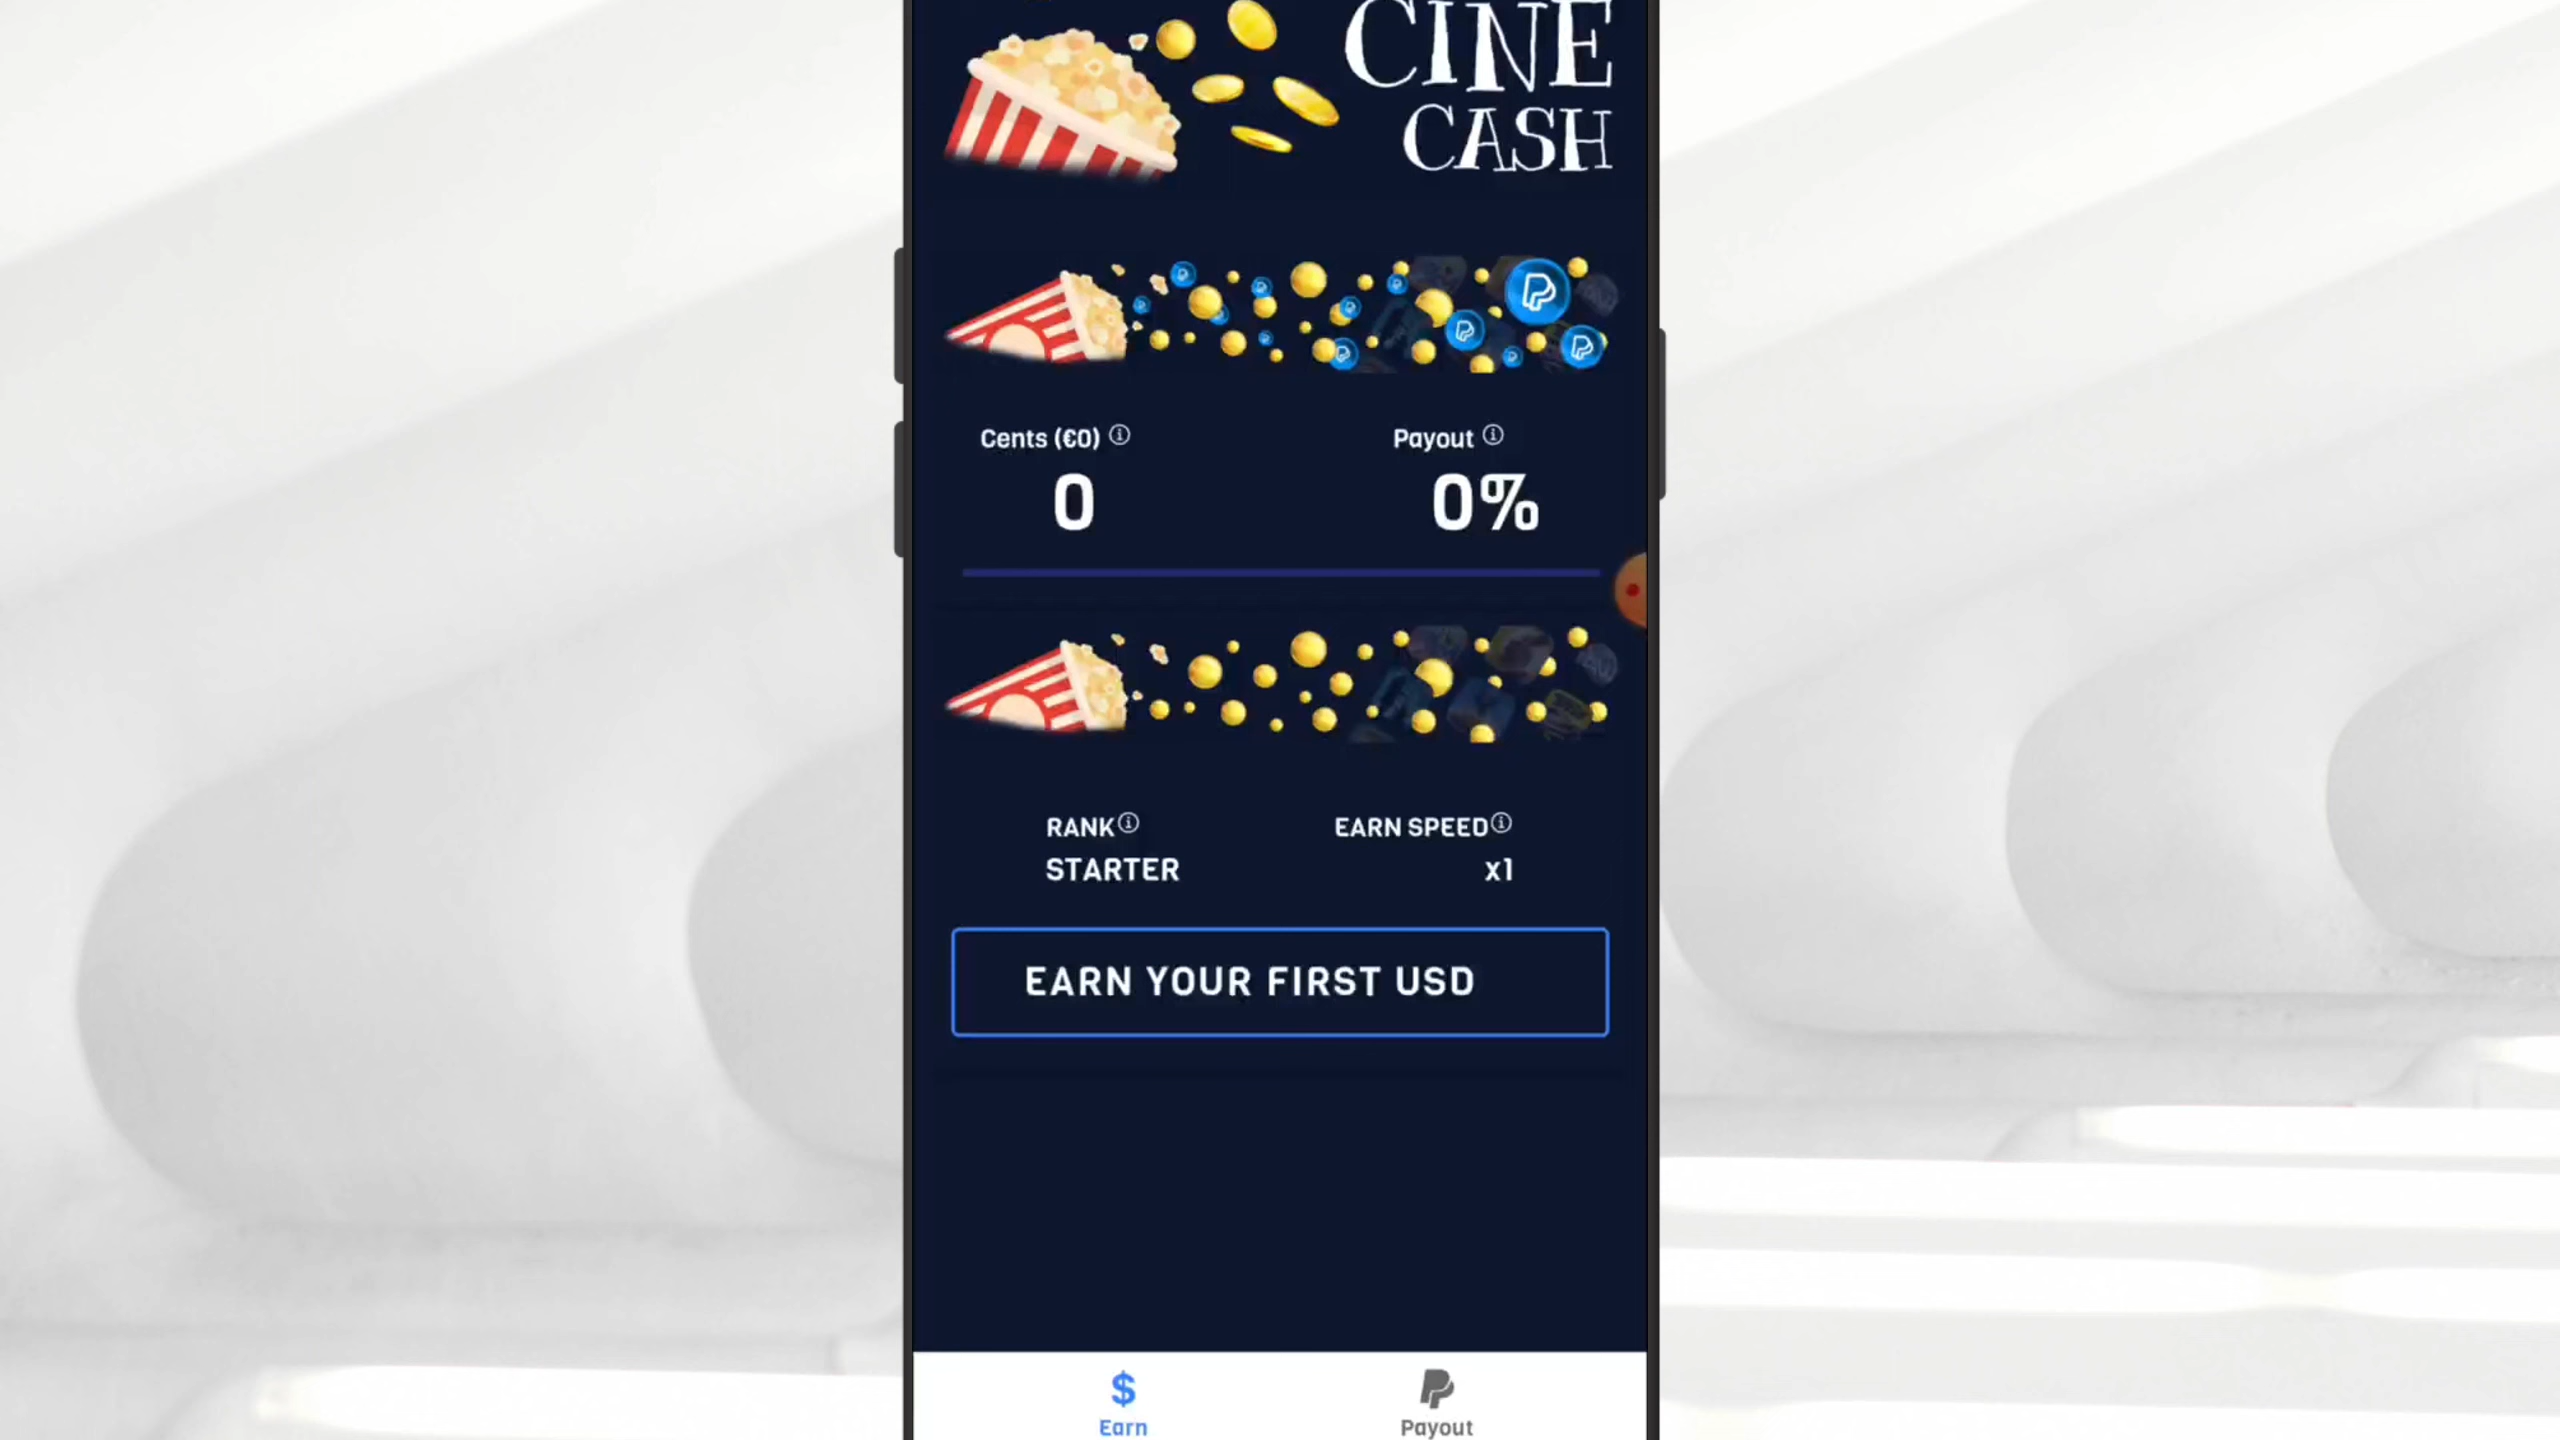 CINE
CASH
Cents (€0)
Payout
0
0%
RANK
EARN SPEED
STARTER
x1
EARN YOUR FIRST USD
$
Earn
Payout